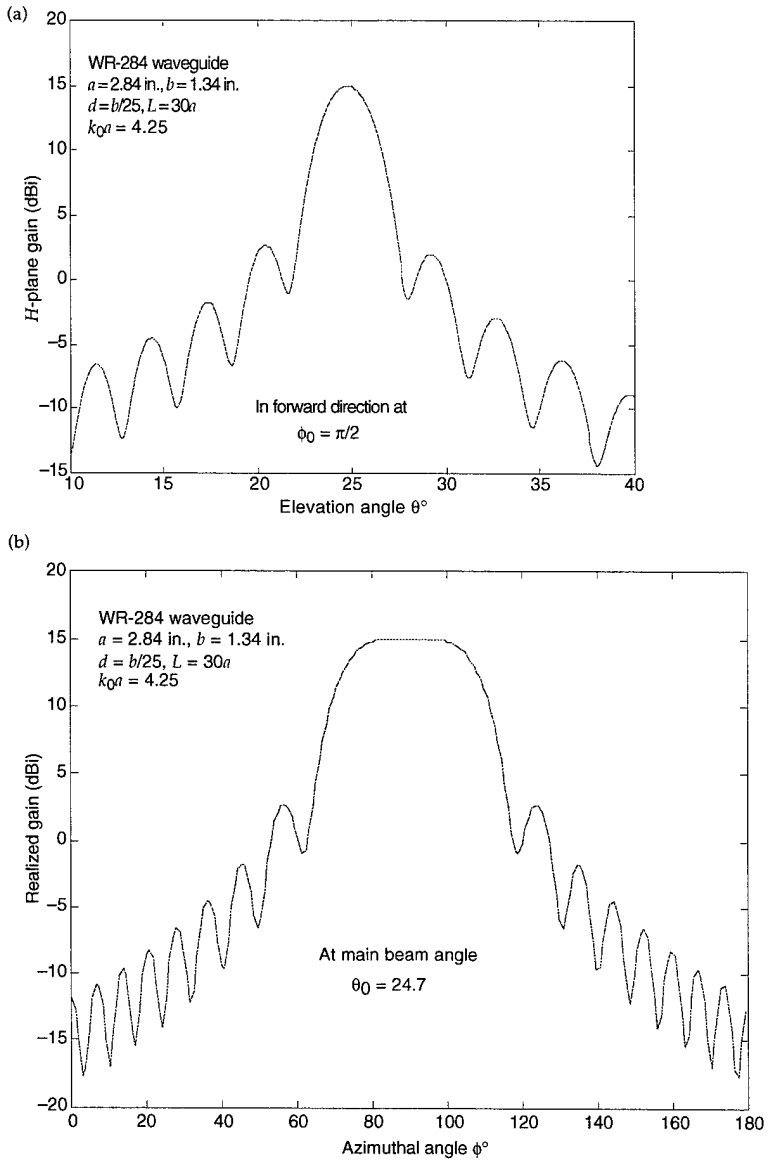 (a)
20
15
10
5
0
−5
−10
−15
H-plane gain (dBi)
WR-284 waveguide
a=2.84 in., b=1.34 in.
d=b/25, L=30a
k₀a = 4.25
In forward direction at
ϕ₀ = π/2
10 15 20 25 30 35 40
Elevation angle θ°
(b)
20
15
10
5
0
−5
−10
−15
−20
Realized gain (dBi)
WR-284 waveguide
a = 2.84 in., b = 1.34 in.
d = b/25, L = 30a
k₀a = 4.25
At main beam angle
θ₀ = 24.7
0 20 40 60 80 100 120 140 160 180
Azimuthal angle ϕ°